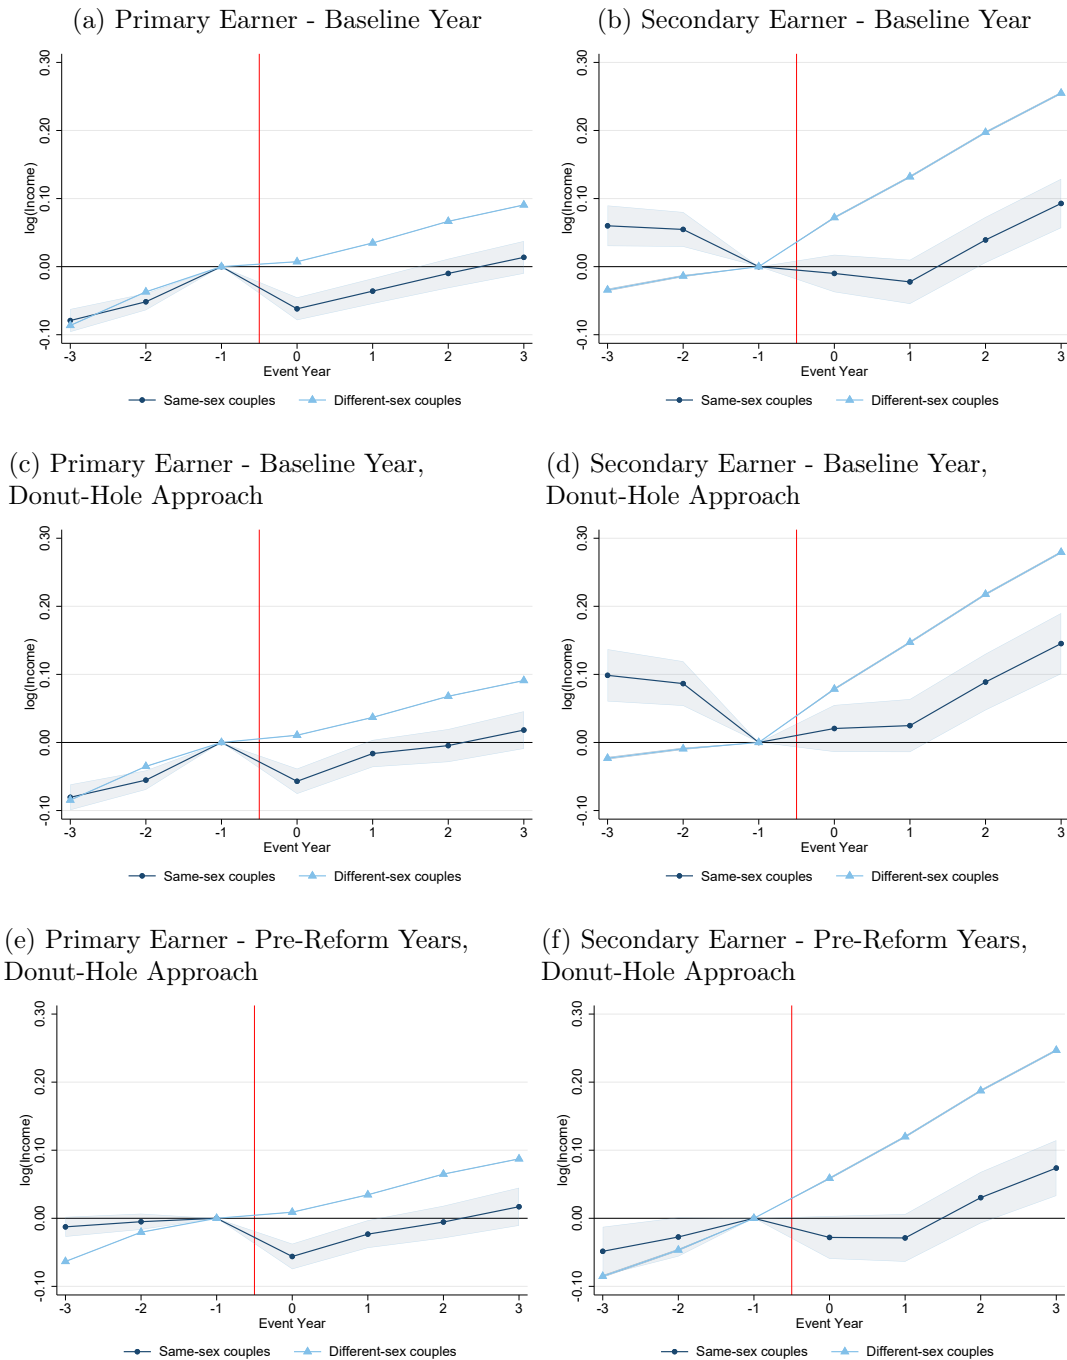 (a) Primary Earner - Baseline Year
log(Income)
0.30
0.20
0.10
0.00
-0.10
-3 -2 -1 0 1 2 3
Event Year
Same-sex couples Different-sex couples
(b) Secondary Earner - Baseline Year
log(Income)
0.30
0.20
0.10
0.00
-0.10
-3 -2 -1 0 1 2 3
Event Year
Same-sex couples Different-sex couples
(c) Primary Earner - Baseline Year,
Donut-Hole Approach
log(Income)
0.30
0.20
0.10
0.00
-0.10
-3 -2 -1 0 1 2 3
Event Year
Same-sex couples Different-sex couples
(d) Secondary Earner - Baseline Year,
Donut-Hole Approach
log(Income)
0.30
0.20
0.10
0.00
-0.10
-3 -2 -1 0 1 2 3
Event Year
Same-sex couples Different-sex couples
(e) Primary Earner - Pre-Reform Years,
Donut-Hole Approach
log(Income)
0.30
0.20
0.10
0.00
-0.10
-3 -2 -1 0 1 2 3
Event Year
Same-sex couples Different-sex couples
(f) Secondary Earner - Pre-Reform Years,
Donut-Hole Approach
log(Income)
0.30
0.20
0.10
0.00
-0.10
-3 -2 -1 0 1 2 3
Event Year
Same-sex couples Different-sex couples